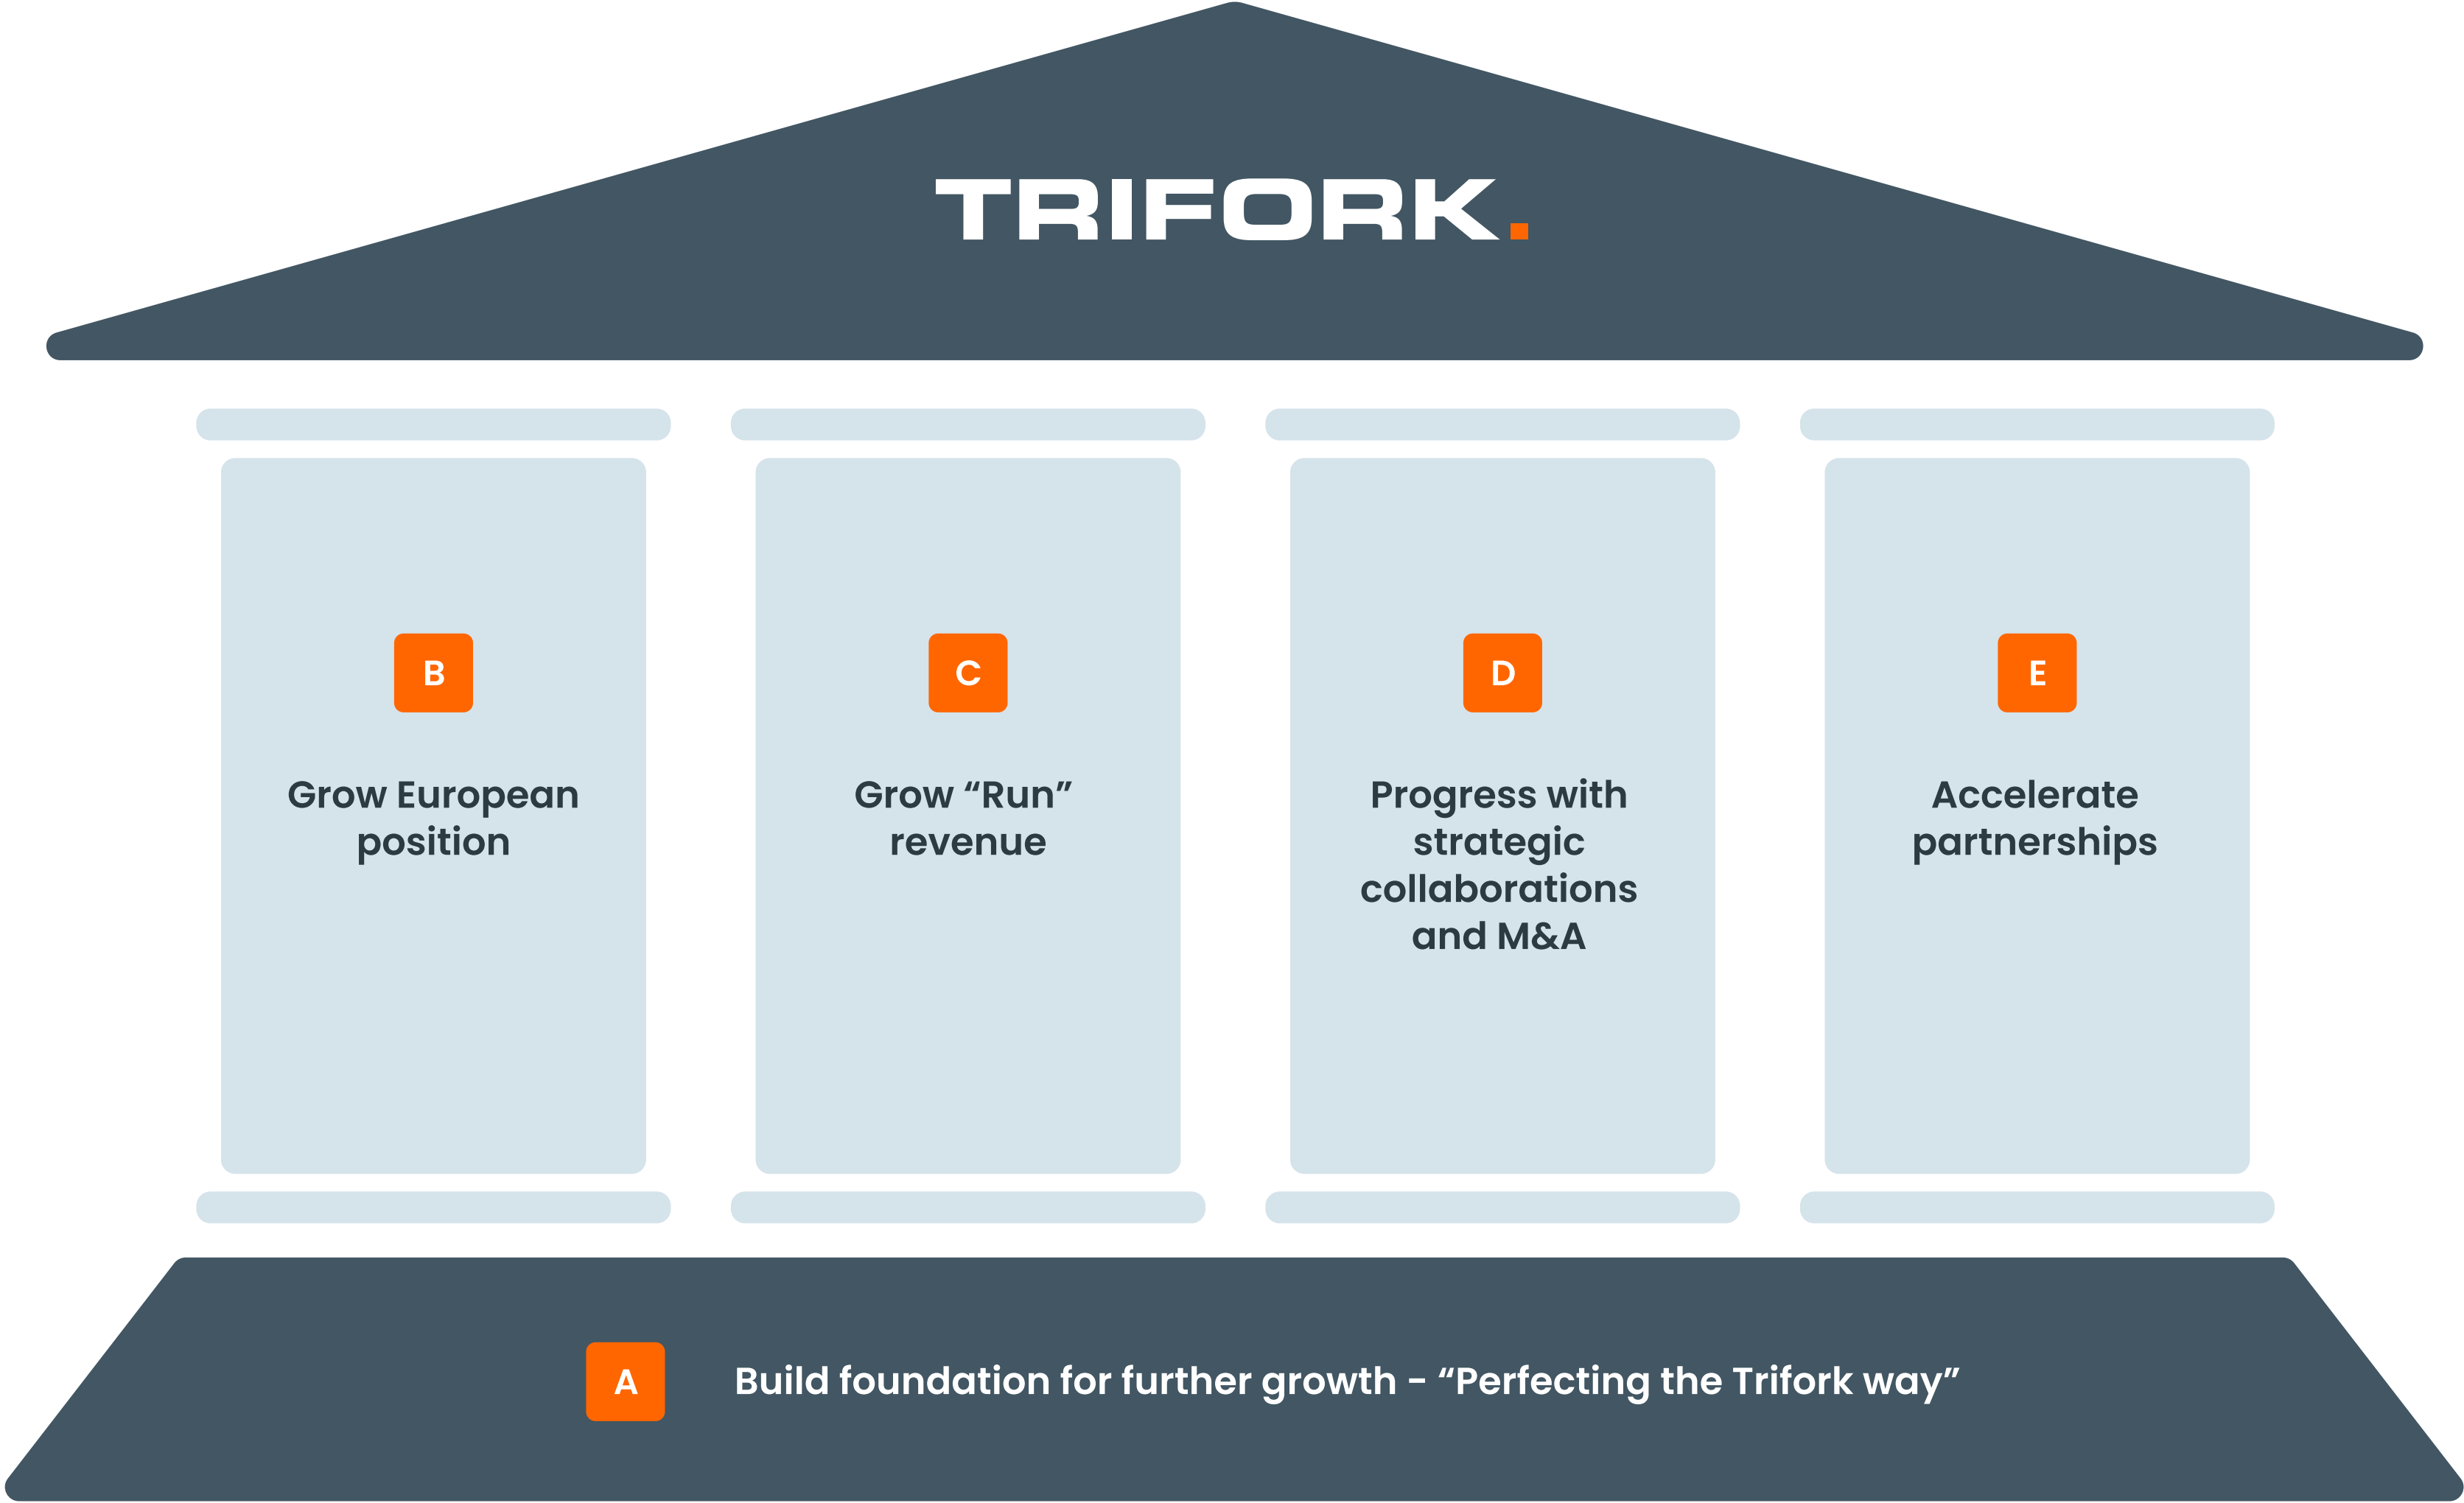 TRIFORK.
B
Grow European
position
C
Grow “Run”
revenue
D
Progress with
strategic
collaborations
and M&A
E
Accelerate
partnerships
A
Build foundation for further growth - “Perfecting the Trifork way”